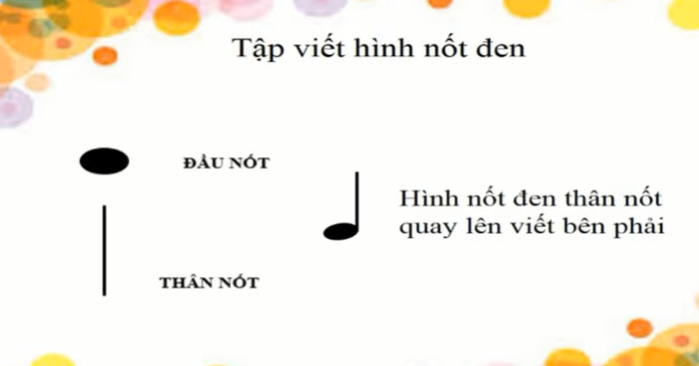 Tập viết hình nốt đen
ĐẦU NỐT
Hình nốt đen thân nốt
quay lên viết bên phải
THÂN NỐT